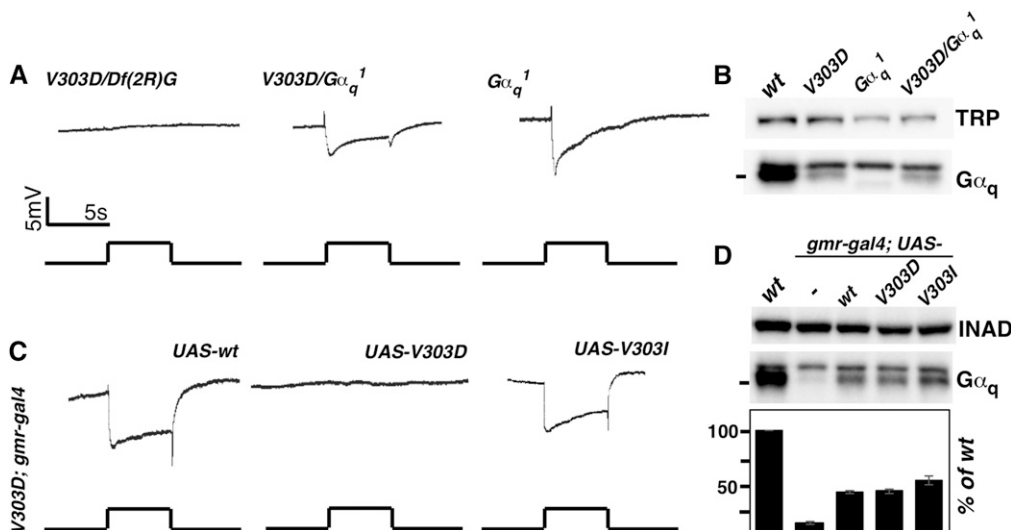 A
V303D/Df(2R)G
V303D/Gαq1
Gαq1
5mV
5s
B
wt
V303D
Gαq1
V303D/Gαq1
TRP
Gαq
C
V303D; gmr-gal4
UAS-wt
UAS-V303D
UAS-V303I
D
gmr-gal4; UAS-
wt
-
wt
V303D
V303I
INAD
Gαq
100
50
% of wt